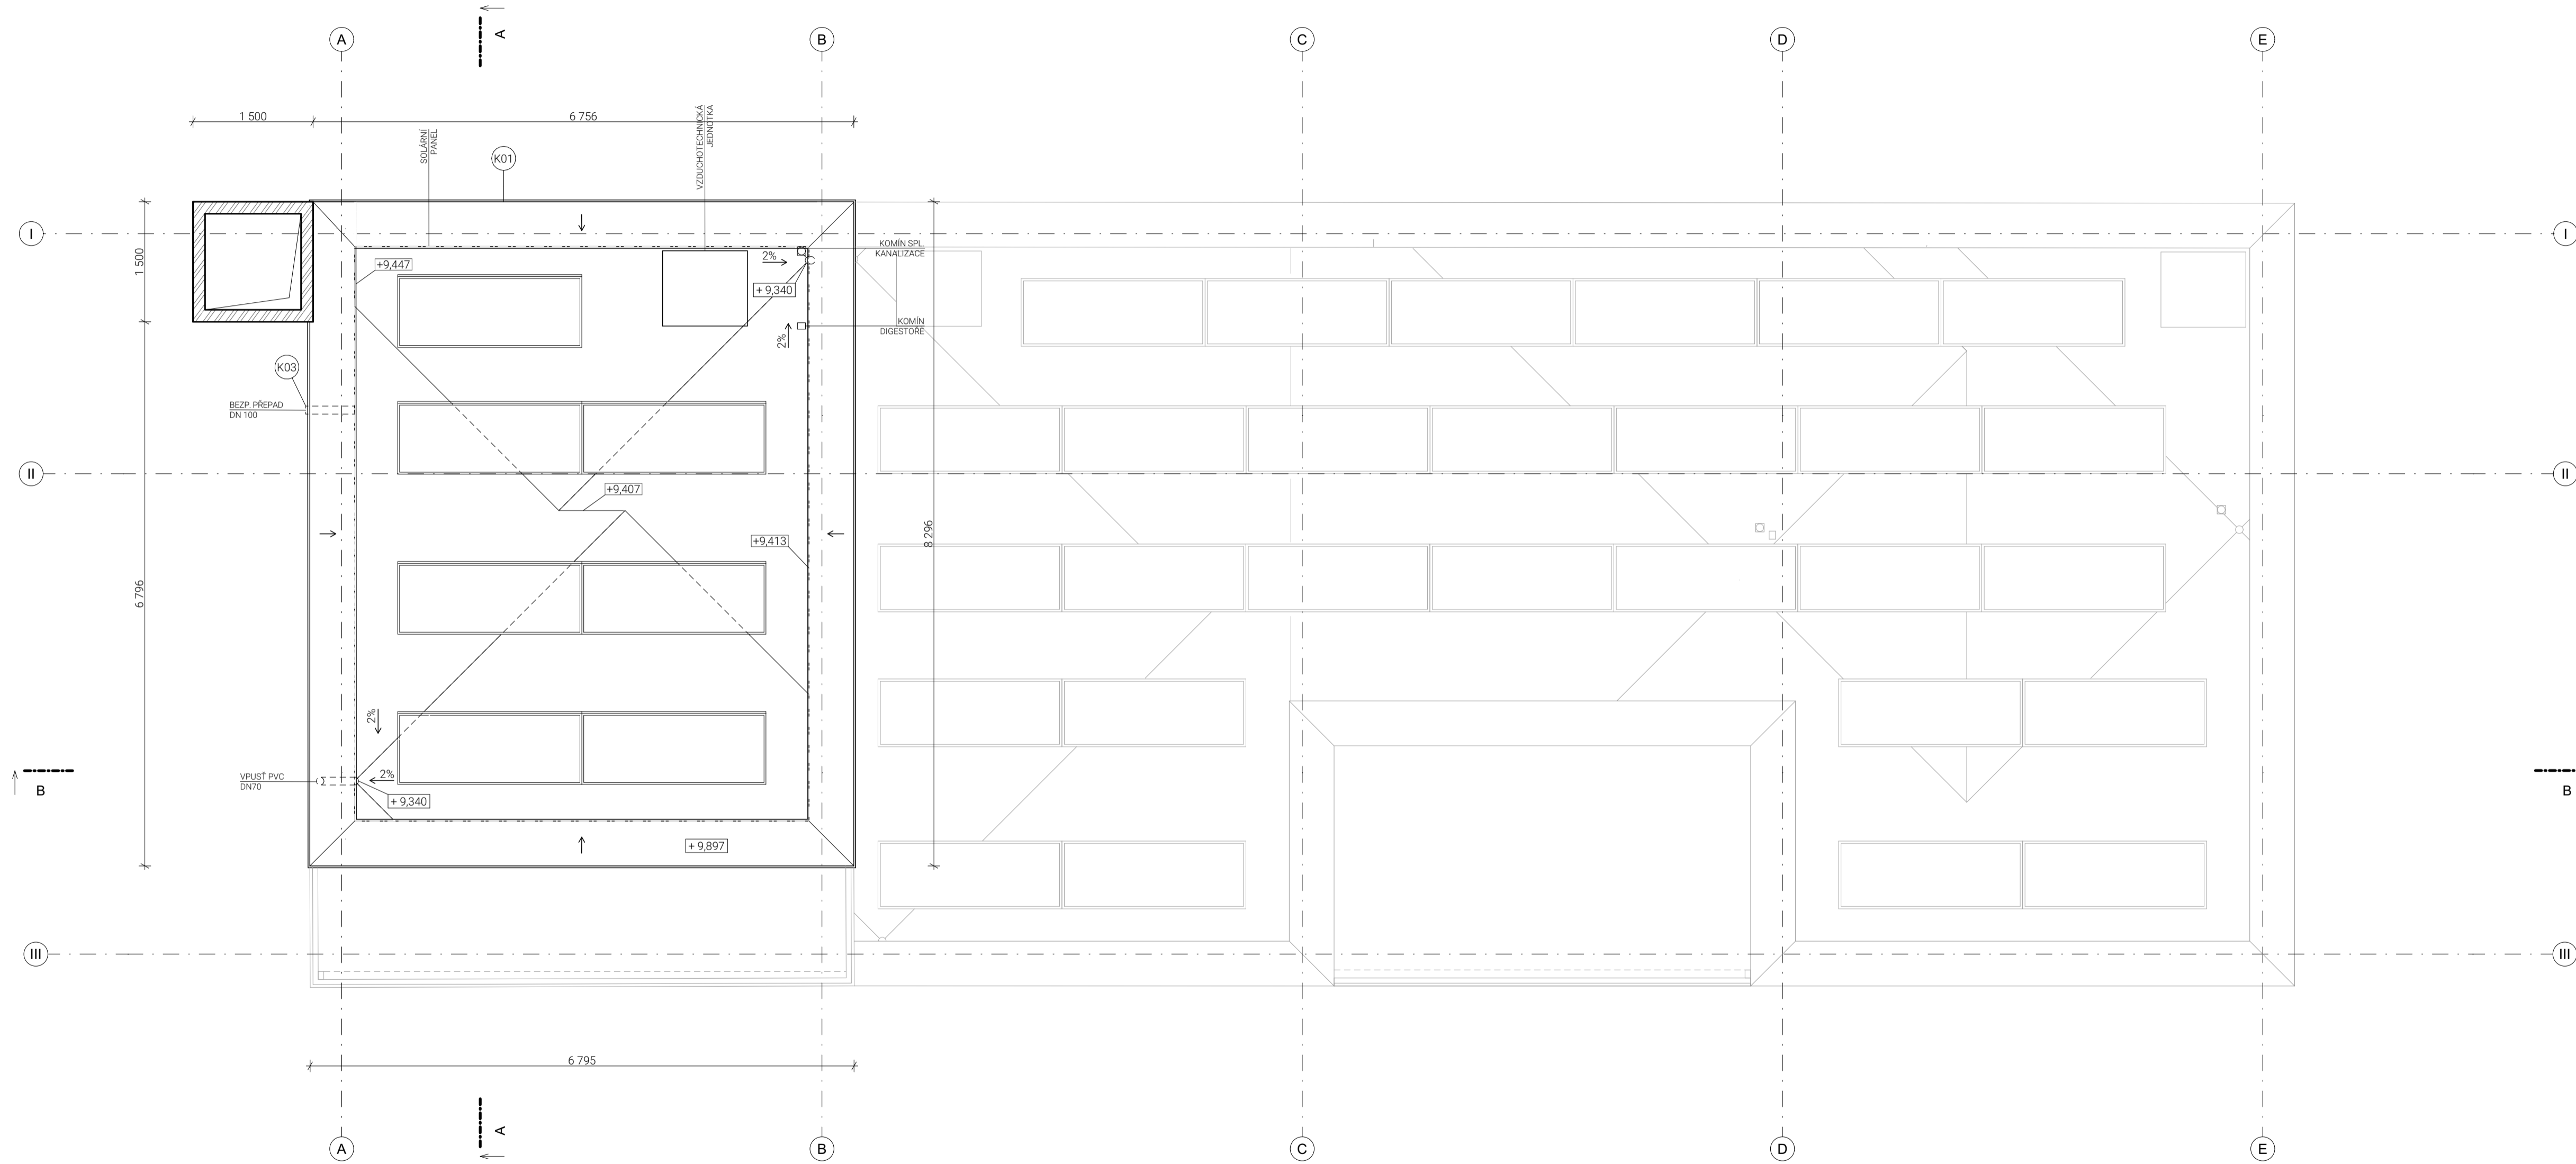 A
A
B
C
D
E
1 500
6 756
SOLÁRNÍ
PANEL
VZDUCHOTECHNICKÁ
JEDNOTKA
K01
I
I
KOMÍN SPL.
KANALIZACE
2%
+9,447
1 500
+ 9,340
KOMÍN
DIGESTOŘE
2%
K03
BEZP. PŘEPAD
DN 100
II
II
+9,407
8 296
+9,413
6 796
2%
VPUSŤ PVC
DN70
2%
B
B
+ 9,340
+ 9,897
III
III
6 795
A
A
B
C
D
E